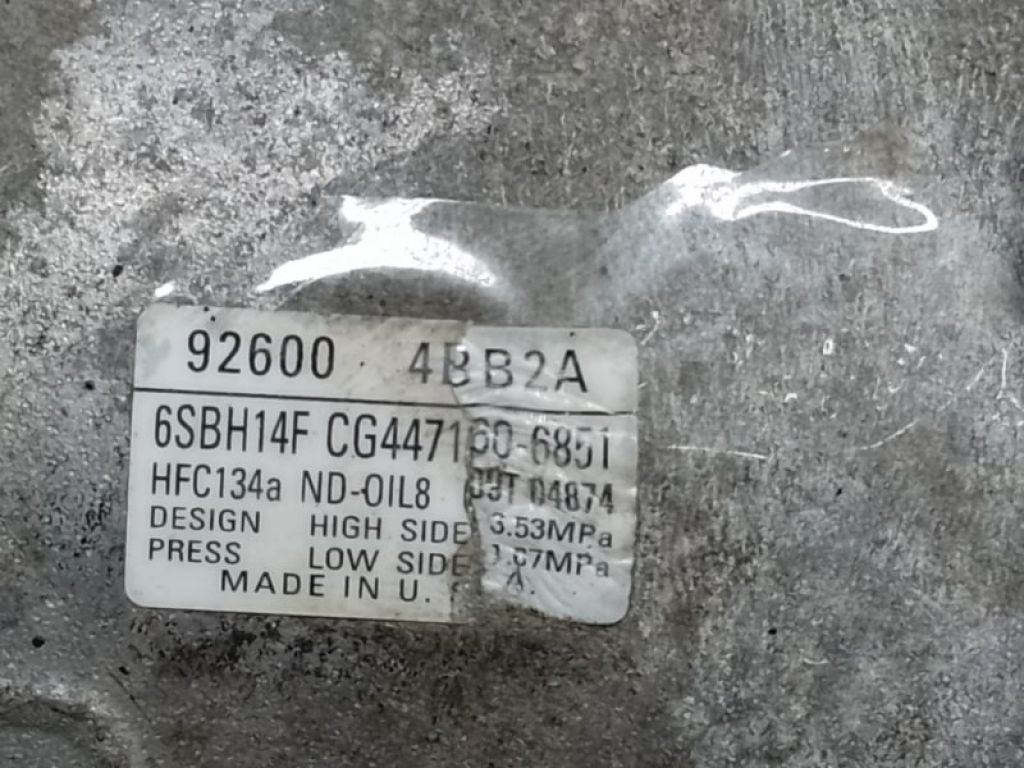 92600 4BB2A
6SBH14F CG447160-6851
HFC134a ND-OIL8 04874
DESIGN HIGH SIDE 3.53MPa
PRESS LOW SIDE 1.67MPa
MADE IN U. A.